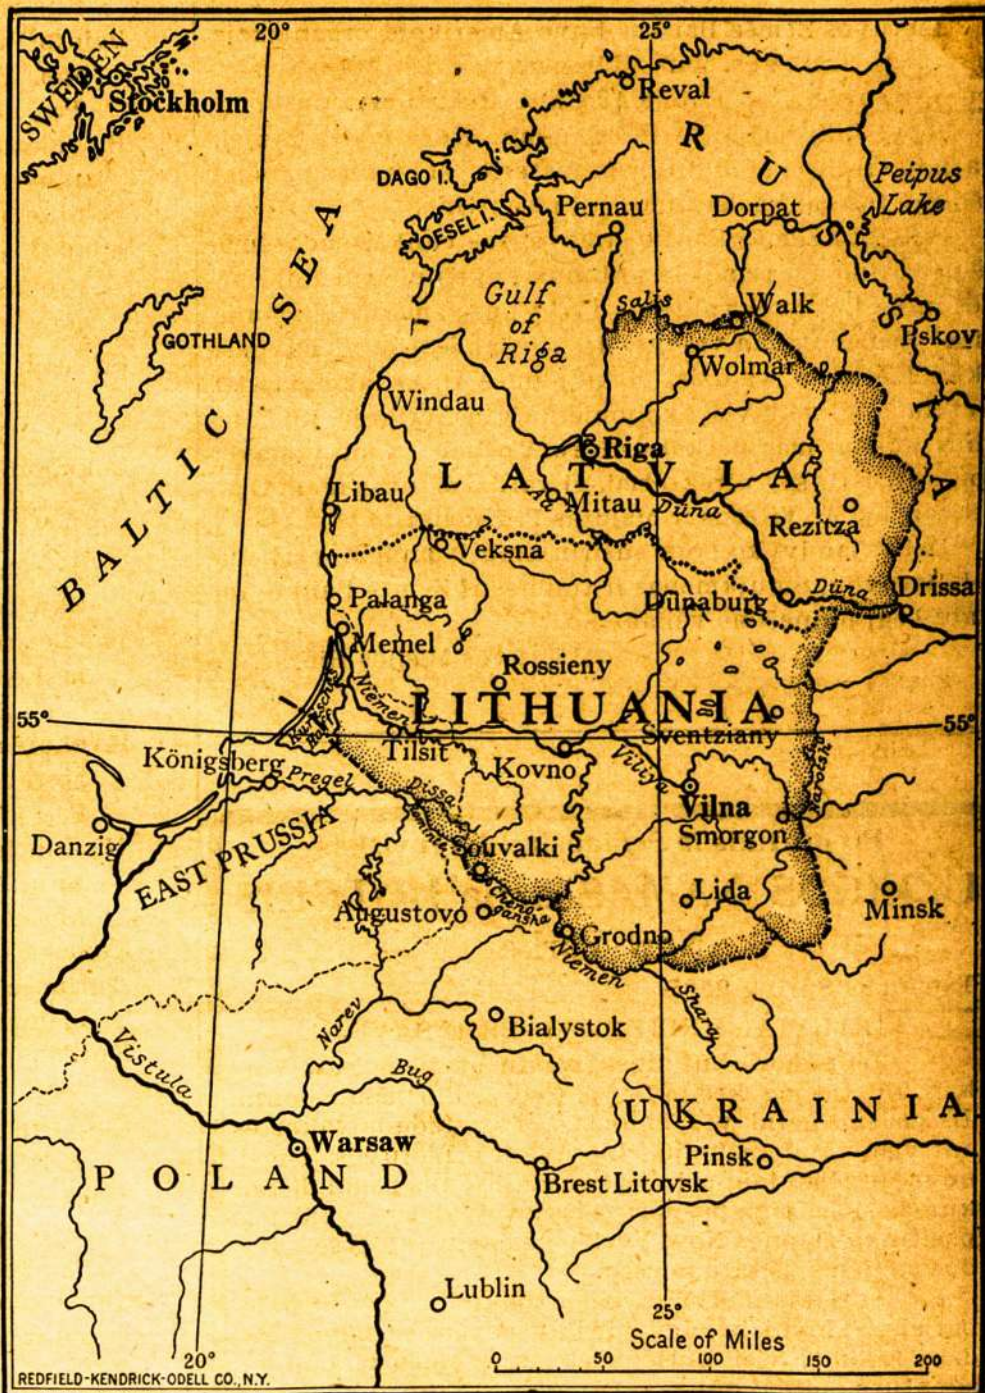 20°
25°
SWEDEN
Stockholm
Reval
RUSSIA
DAGO I.
OESEL I.
Pernau
Dorpat
Peipus
Lake
BALTIC SEA
Gulf
of
Riga
Salis
Walk
Pskov
GOTHLAND
Wolmar
Windau
Riga
LATVIA
Libau
Aa
Mitau
Düna
Rezitza
Veksna
Palanga
Dünaburg
Düna
Drissa
Memel
Rossieny
Niemen
LITHUANIA
55°
55°
Sventziany
Tilsit
Königsberg
Pregel
Kovno
Viliya
Vilna
Smorgon
Danzig
EAST PRUSSIA
Souvalki
Lida
Augustovo
Minsk
Grodno
Niemen
Shara
Narev
Bialystok
Vistula
Bug
UKRAINIA
Warsaw
Pinsk
POLAND
Brest Litovsk
Lublin
25°
Scale of Miles
20°
0 50 100 150 200
REDFIELD-KENDRICK-ODELL CO., N.Y.